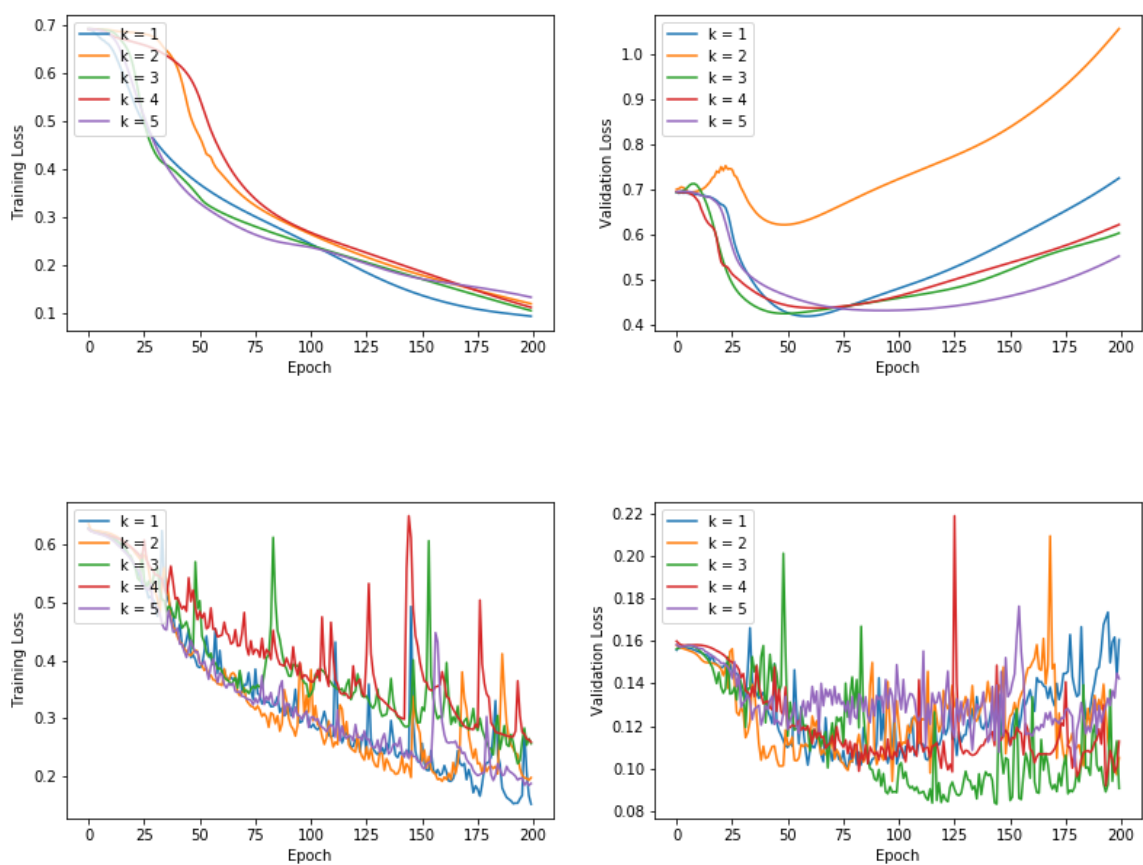 0.7
0.6
0.5
0.4
0.3
0.2
0.1
Training Loss
k = 1
k = 2
k = 3
k = 4
k = 5
0 25 50 75 100 125 150 175 200
Epoch
1.0
0.9
0.8
0.7
0.6
0.5
0.4
Validation Loss
k = 1
k = 2
k = 3
k = 4
k = 5
0 25 50 75 100 125 150 175 200
Epoch
0.6
0.5
0.4
0.3
0.2
Training Loss
k = 1
k = 2
k = 3
k = 4
k = 5
0 25 50 75 100 125 150 175 200
Epoch
0.22
0.20
0.18
0.16
0.14
0.12
0.10
0.08
Validation Loss
k = 1
k = 2
k = 3
k = 4
k = 5
0 25 50 75 100 125 150 175 200
Epoch